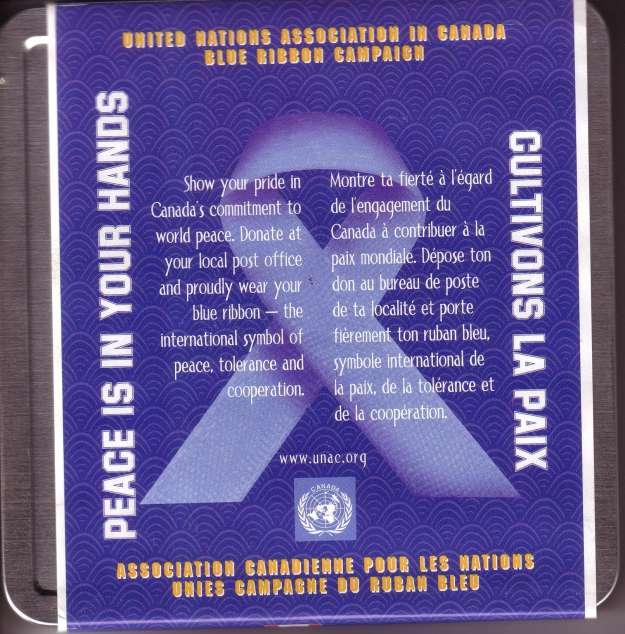 UNITED NATIONS ASSOCIATION IN CANADA
BLUE RIBBON CAMPAIGN
PEACE IS IN YOUR HANDS
Show your pride in
Canada's commitment to
world peace. Donate at
your local post office
and proudly wear your
blue ribbon — the
international symbol of
peace, tolerance and
cooperation.
Montre ta fierté à l'égard
de l'engagement du
Canada à contribuer à la
paix mondiale. Dépose ton
don au bureau de poste
de ta localité et porte
fièrement ton ruban bleu,
symbole international de
la paix, de la tolérance et
de la coopération.
CULTIVONS LA PAIX
www.unac.org
CANADA
ASSOCIATION CANADIENNE POUR LES NATIONS
UNIES CAMPAGNE DU RUBAN BLEU